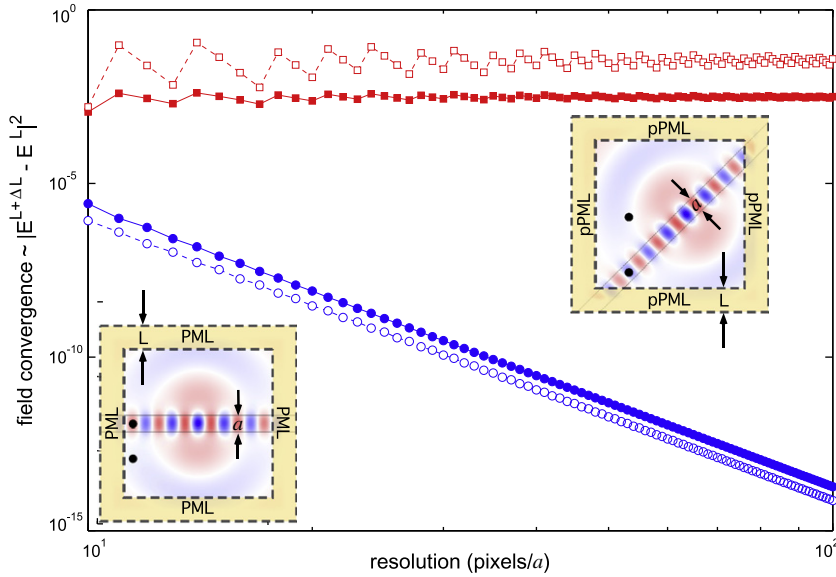 10^0
10^-5
10^-10
10^-15
field convergence ~ |E^{L+ΔL} - E^L|^2
pPML
pPML
a
pPML
pPML
L
L
PML
PML
a
PML
PML
10^1
10^2
resolution (pixels/a)